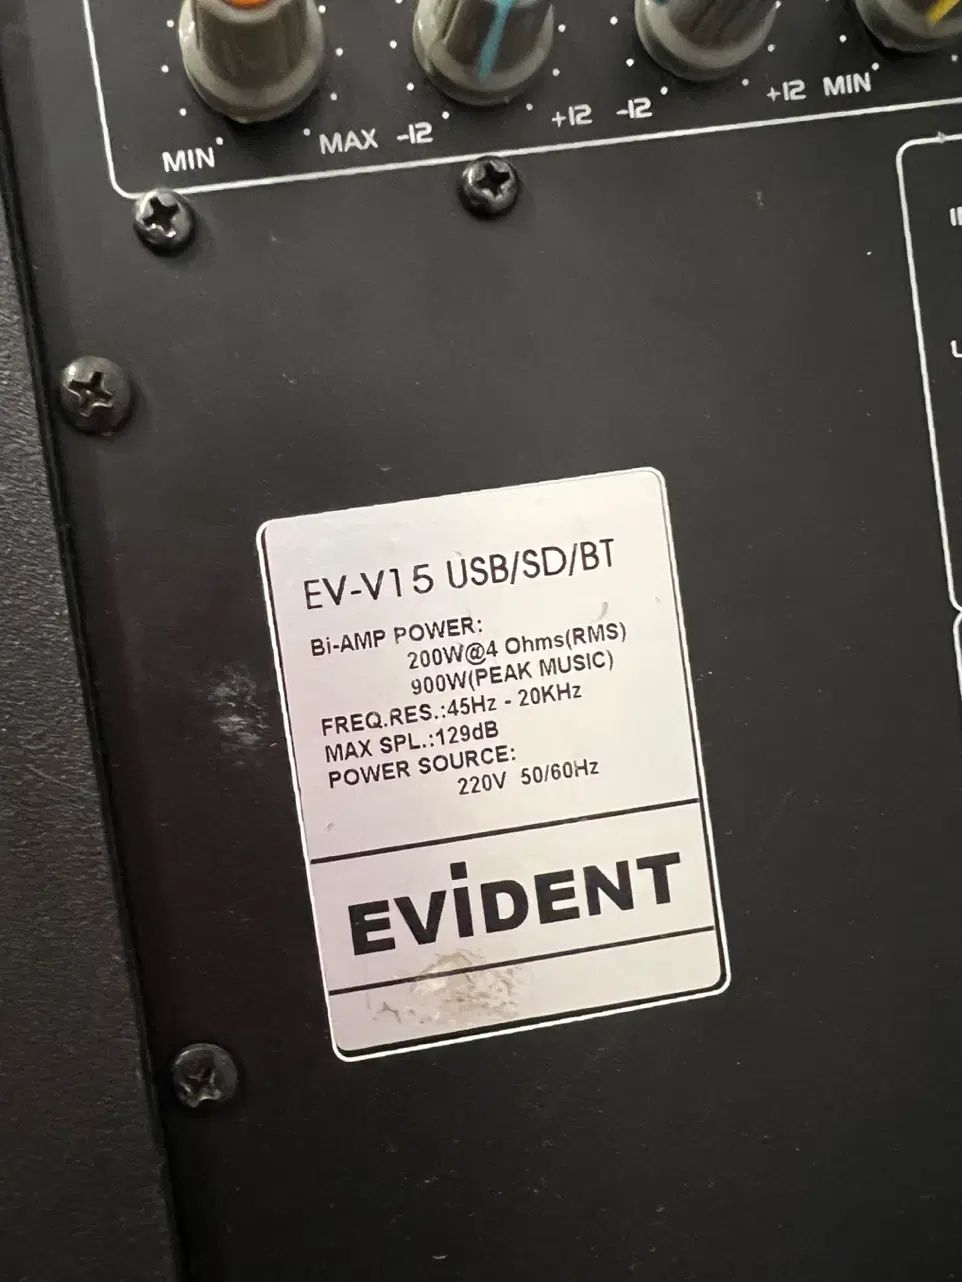 MIN MAX -12 +12 -12 +12 MIN
EV-V15 USB/SD/BT
Bi-AMP POWER:
200W@4 Ohms(RMS)
900W(PEAK MUSIC)
FREQ.RES.:45Hz - 20KHz
MAX SPL.:129dB
POWER SOURCE:
220V 50/60Hz
EViDENT